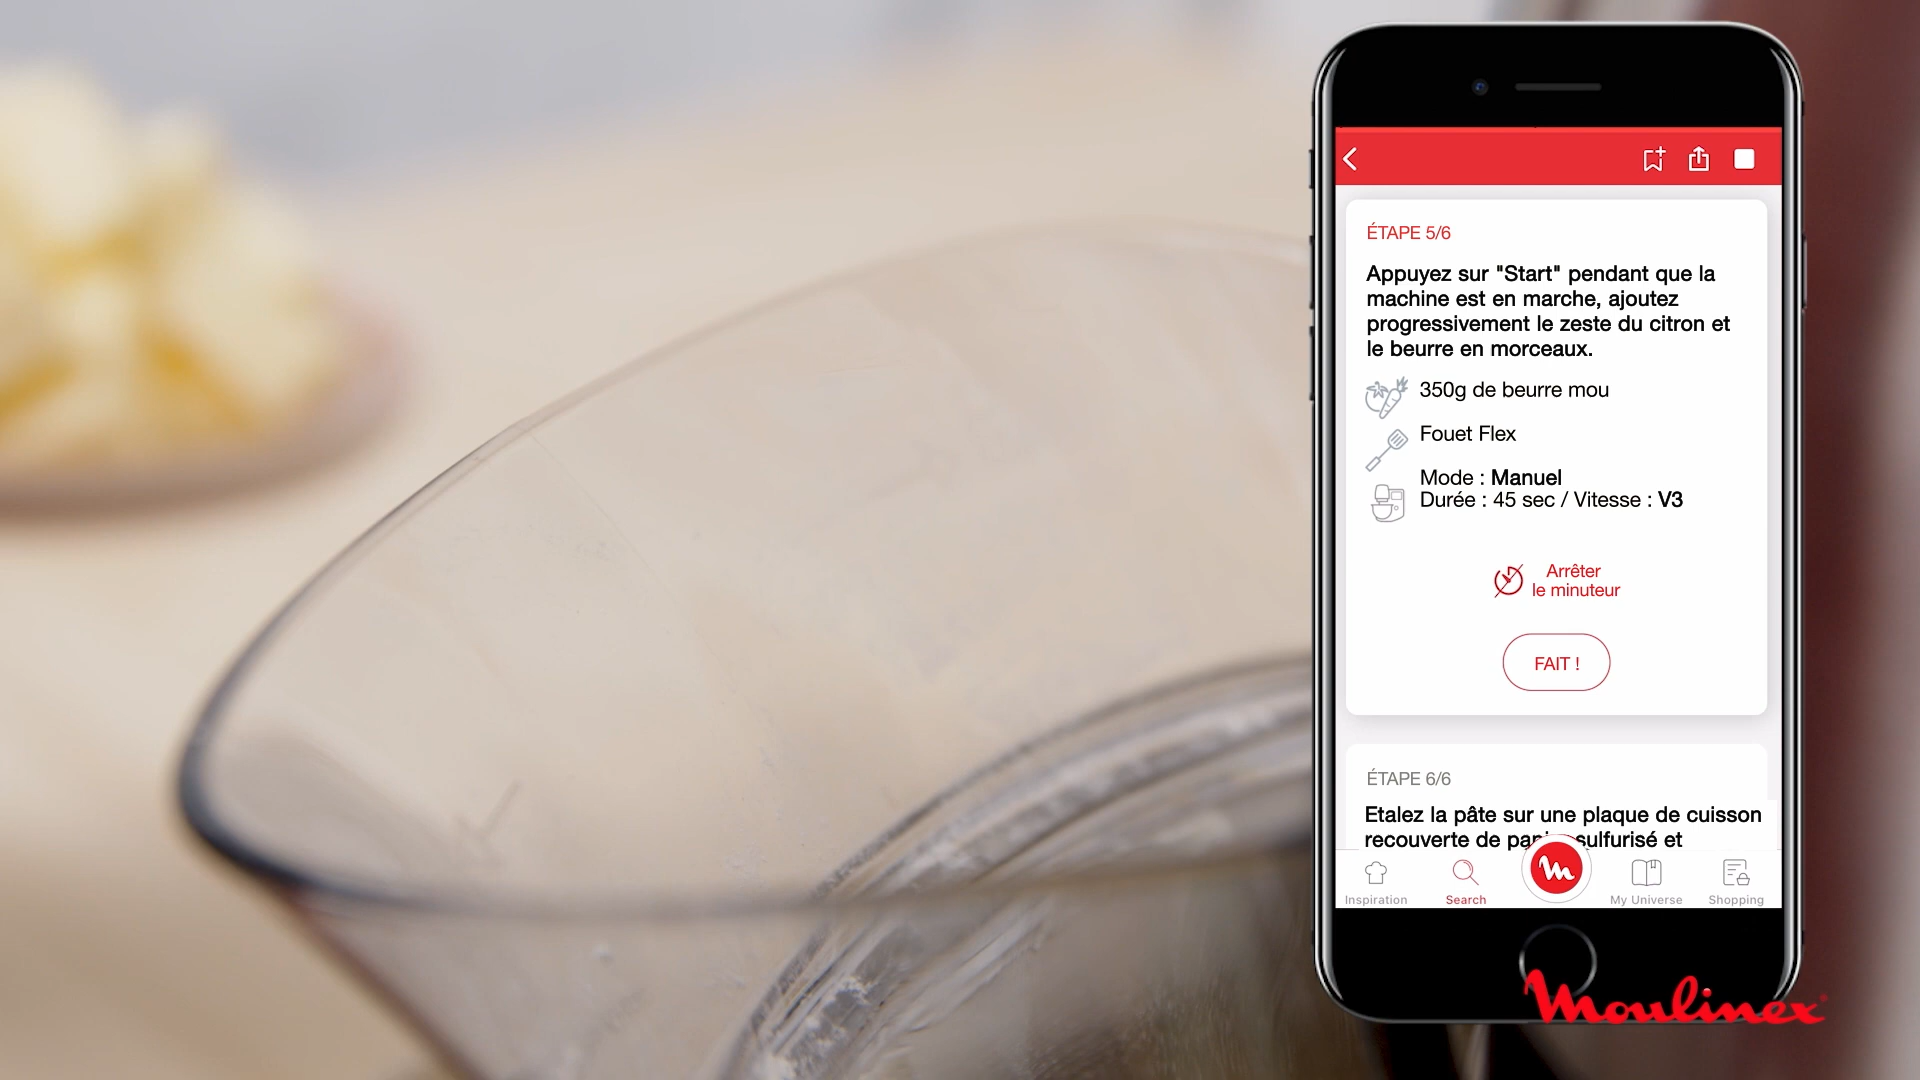 ÉTAPE 5/6
Appuyez sur "Start" pendant que la
machine est en marche, ajoutez
progressivement le zeste du citron et
le beurre en morceaux.
350g de beurre mou
Fouet Flex
Mode : Manuel
Durée : 45 sec / Vitesse : V3
Arrêter
le minuteur
FAIT !
ÉTAPE 6/6
Etalez la pâte sur une plaque de cuisson
recouverte de sulfurisé et
Inspiration
Search
My Universe
Shopping
Moulinex